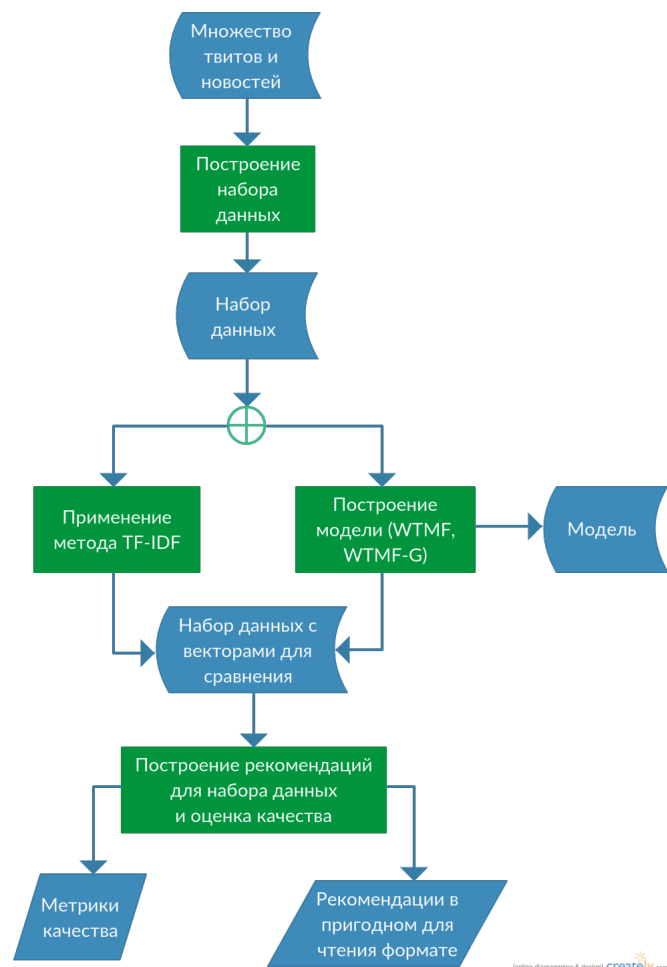 Множество
твитов и
новостей
Построение
набора
данных
Набор
данных
Применение
метода TF-IDF
Построение
модели (WTMF,
WTMF-G)
Модель
Набор данных с
векторами для
сравнения
Построение рекомендаций
для набора данных
и оценка качества
Метрики
качества
Рекомендации в
пригодном для
чтения формате
creately